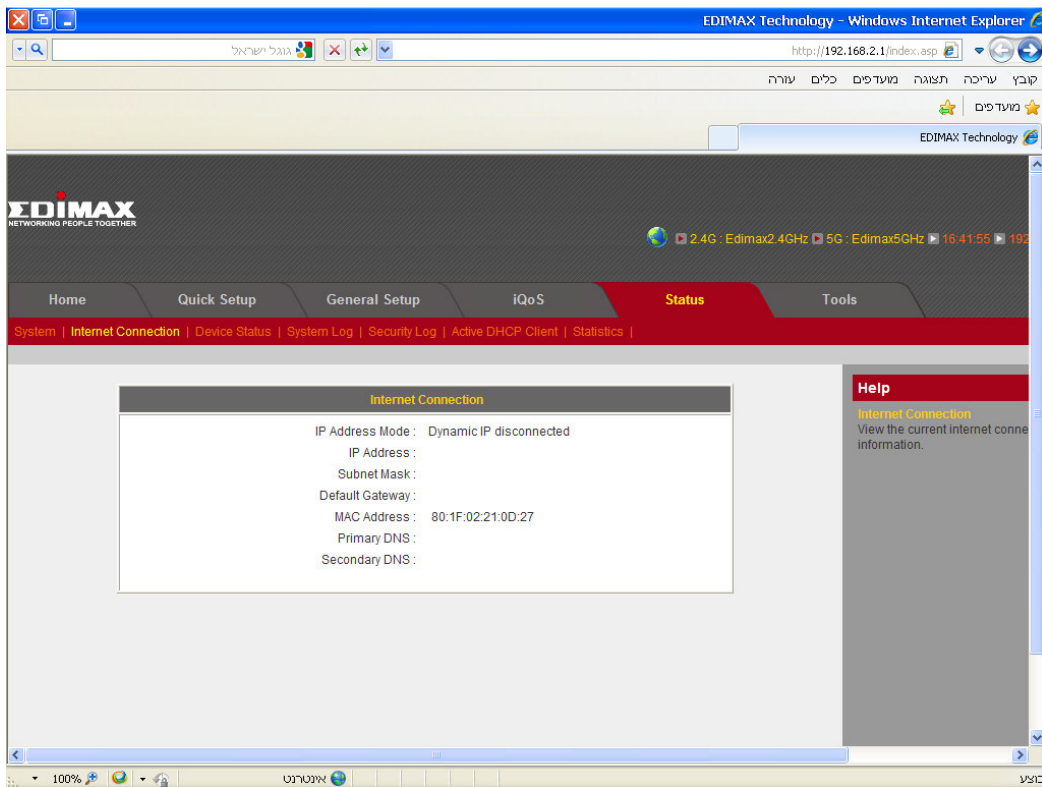 EDIMAX Technology - Windows Internet Explorer
גוגל ישראל
http://192.168.2.1/index.asp
קובץ עריכה תצוגה מועדפים כלים עזרה
מועדפים
EDIMAX Technology
EDIMAX
NETWORKING PEOPLE TOGETHER
2.4G : Edimax2.4GHz 5G : Edimax5GHz 16:41:55 192
Home Quick Setup General Setup iQoS Status Tools
System | Internet Connection | Device Status | System Log | Security Log | Active DHCP Client | Statistics |
Internet Connection
IP Address Mode : Dynamic IP disconnected
IP Address :
Subnet Mask :
Default Gateway :
MAC Address : 80:1F:02:21:0D:27
Primary DNS :
Secondary DNS :
Help
Internet Connection
View the current internet conne
information.
100%
אינטרנט
בוצע